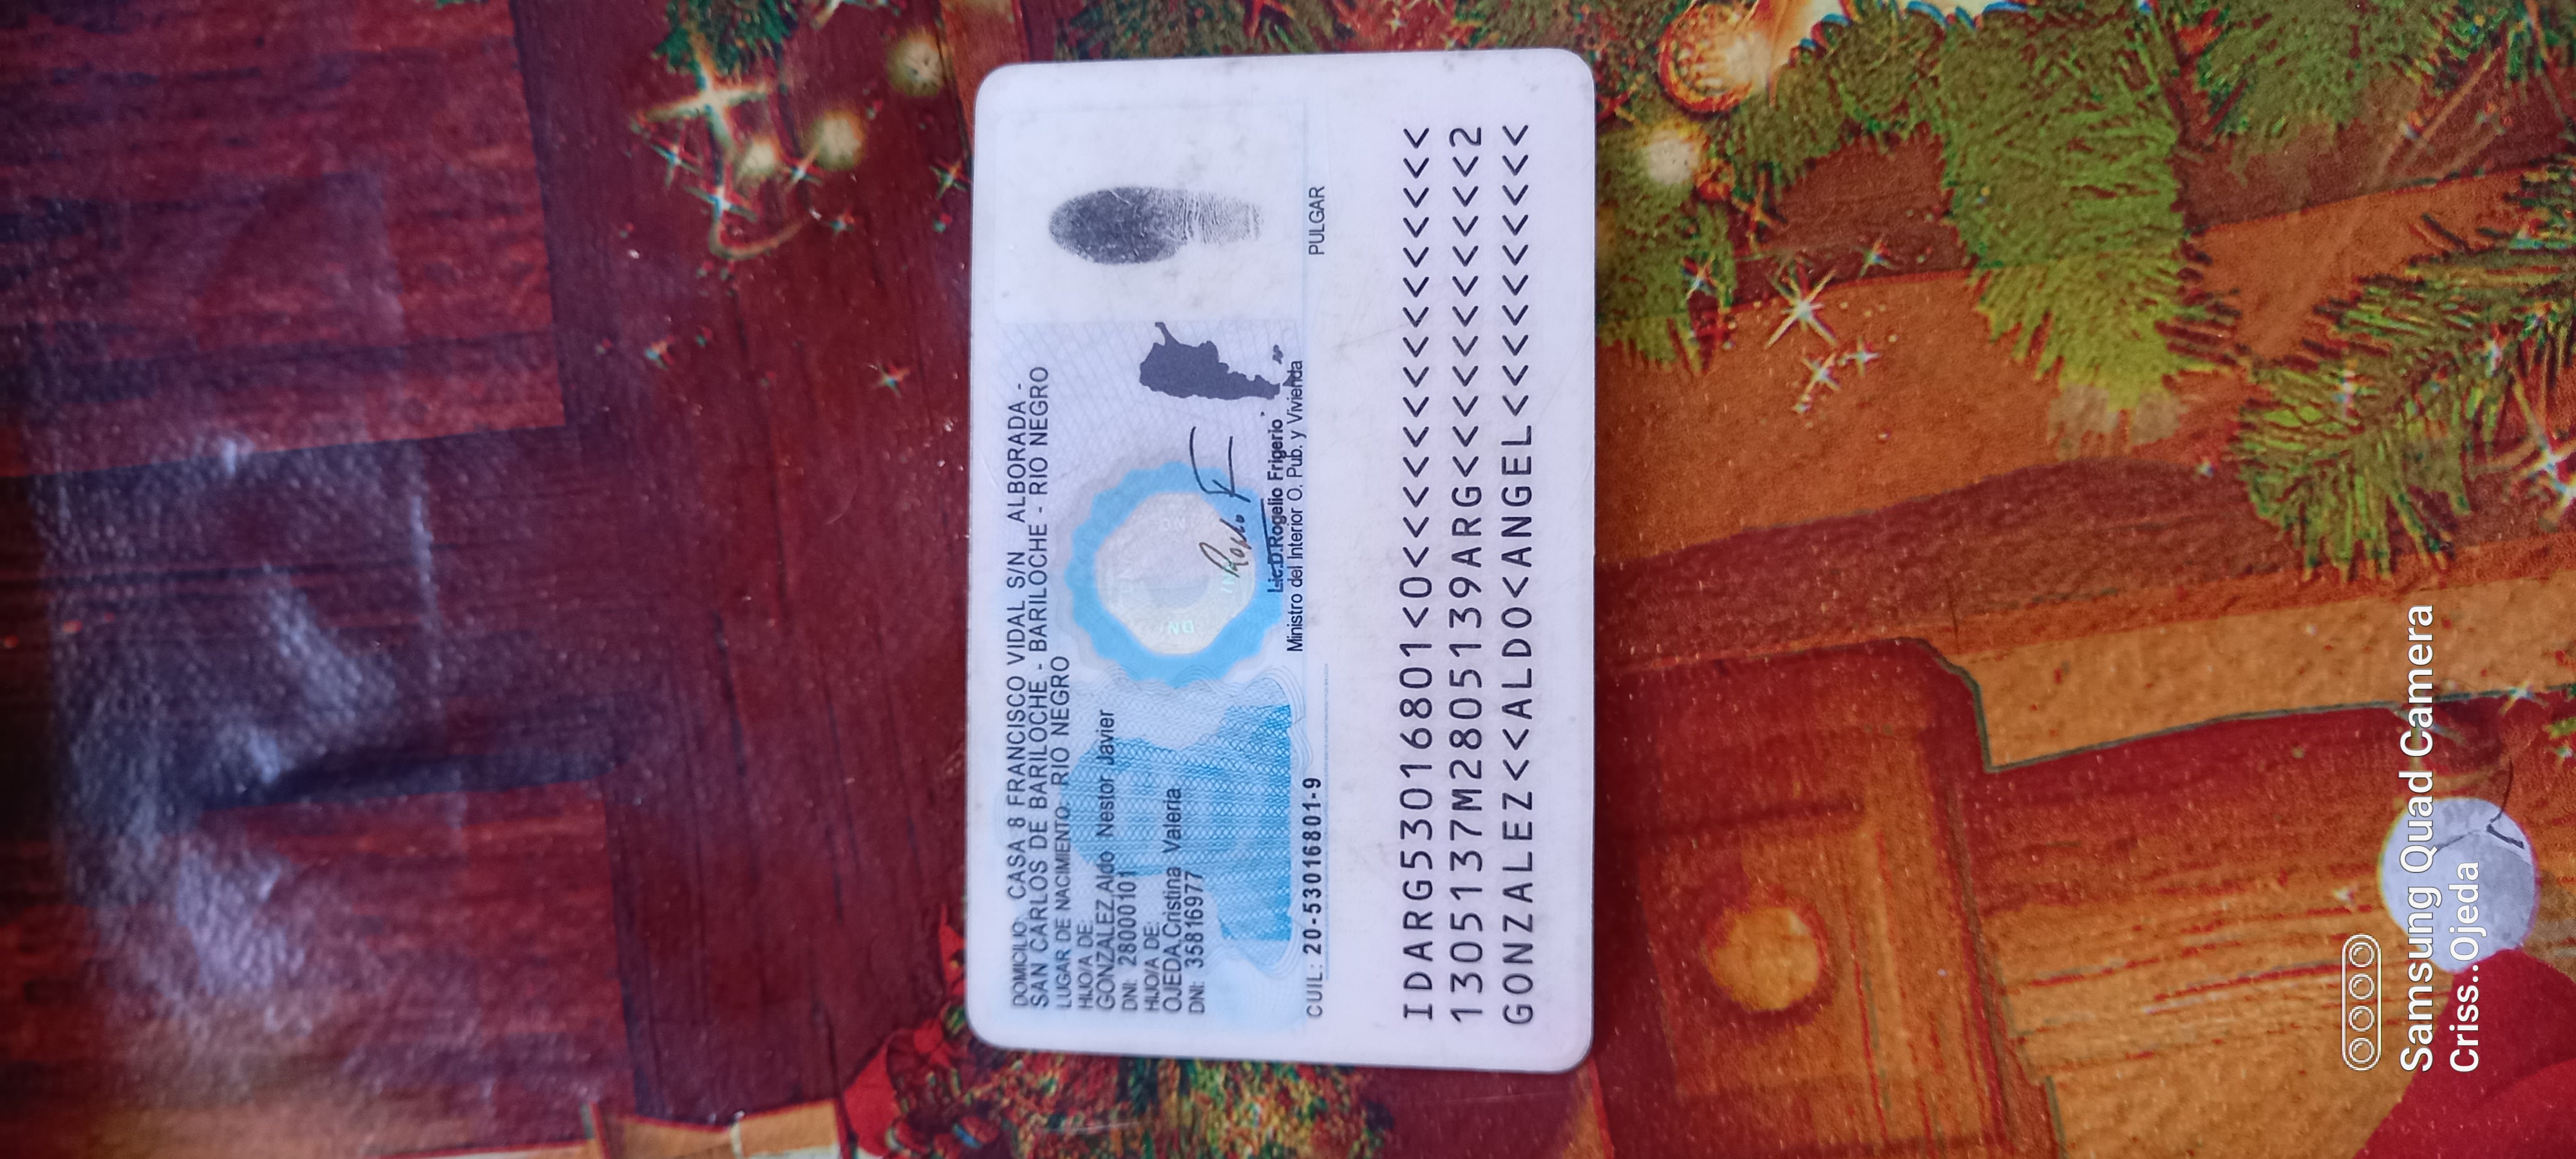 DOMICILIO: CASA 8 FRANCISCO VIDAL S/N ALBORADA -
SAN CARLOS DE BARILOCHE - BARILOCHE - RIO NEGRO
LUGAR DE NACIMIENTO: RIO NEGRO
HIJO/A DE:
GONZALEZ,Aldo Nestor Javier
DNI: 28000101
HIJO/A DE:
OJEDA,Cristina Valeria
DNI: 35816977
Lic.D.Rogelio Frigerio
Ministro del Interior O. Pub. y Vivienda
CUIL: 20-53016801-9
PULGAR
IDARG53016801<0<<<<<<<<<<<<<<<
1305137M2805139ARG<<<<<<<<<<<2
GONZALEZ<<ALDO<ANGEL<<<<<<<<<<
Samsung Quad Camera
Criss..Ojeda